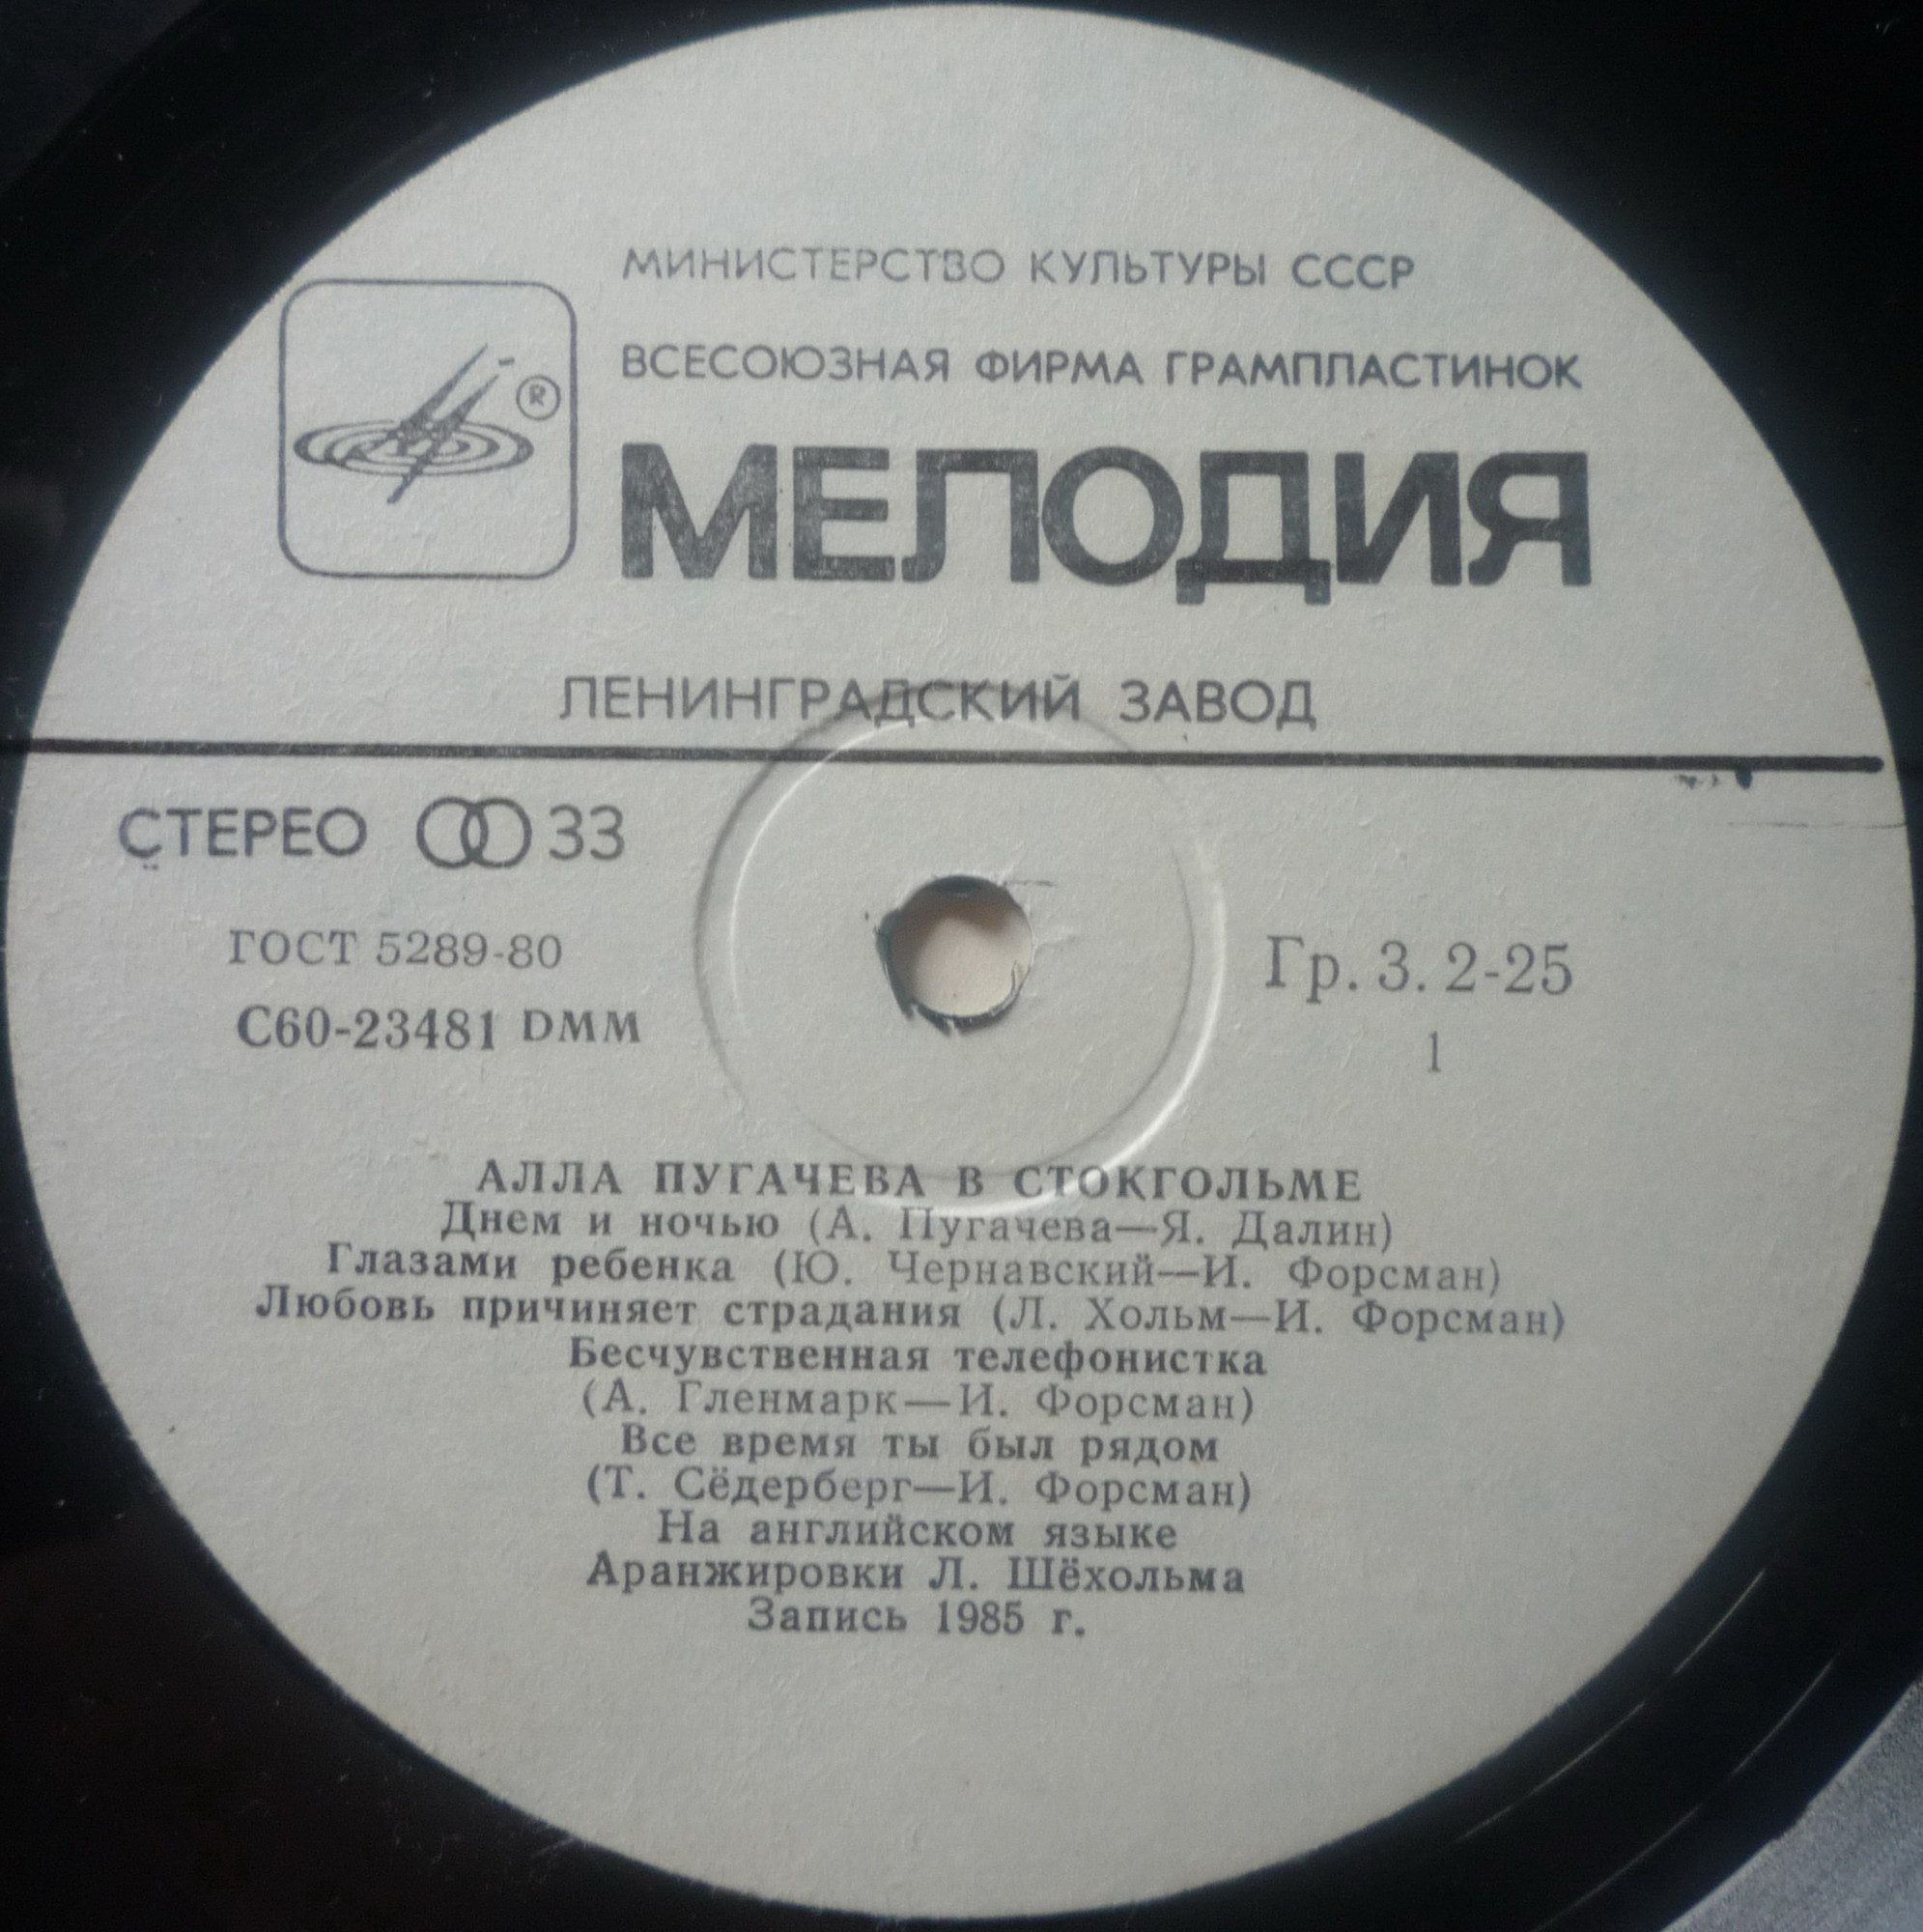 МИНИСТЕРСТВО КУЛЬТУРЫ СССР
ВСЕСОЮЗНАЯ ФИРМА ГРАМПЛАСТИНОК
®
МЕЛОДИЯ
ЛЕНИНГРАДСКИЙ ЗАВОД
СТЕРЕО 33
ГОСТ 5289-80
С60-23481 DMM
Гр. 3. 2-25
1
АЛЛА ПУГАЧЕВА В СТОКГОЛЬМЕ
Днем и ночью (А. Пугачева—Я. Далин)
Глазами ребенка (Ю. Чернавский—И. Форсман)
Любовь причиняет страдания (Л. Хольм—И. Форсман)
Бесчувственная телефонистка
(А. Гленмарк—И. Форсман)
Все время ты был рядом
(Т. Сёдерберг—И. Форсман)
На английском языке
Аранжировки Л. Шёхольма
Запись 1985 г.